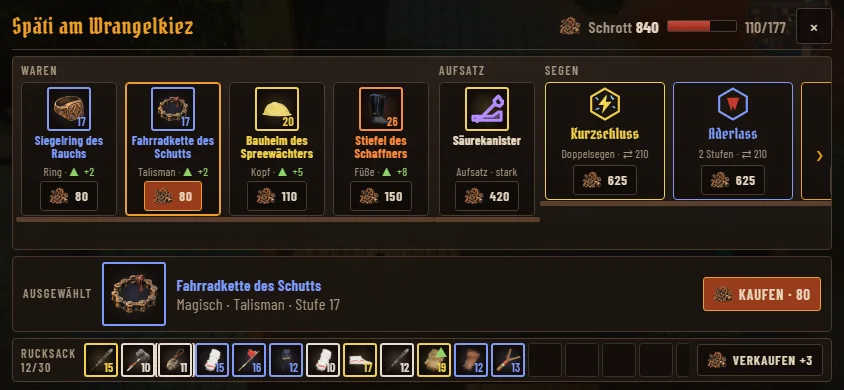 Späti am Wrangelkiez
Schrott 840 110/177 ×
WAREN AUFSATZ SEGEN
17 17 20 26
Siegelring des Rauchs
Fahrradkette des Schutts
Bauhelm des Spreewächters
Stiefel des Schaffners
Säurekanister
Kurzschluss
Aderlass
Ring · ▲ +2
Talisman · ▲ +2
Kopf · ▲ +5
Füße · ▲ +8
Aufsatz · stark
Doppelsegen · ⇄ 210
2 Stufen · ⇄ 210
80 80 110 150 420 625 625
AUSGEWÄHLT
Fahrradkette des Schutts
Magisch · Talisman · Stufe 17
KAUFEN · 80
RUCKSACK
12/30
15 10 11 15 16 12 10 17 12 19 12 13
VERKAUFEN +3